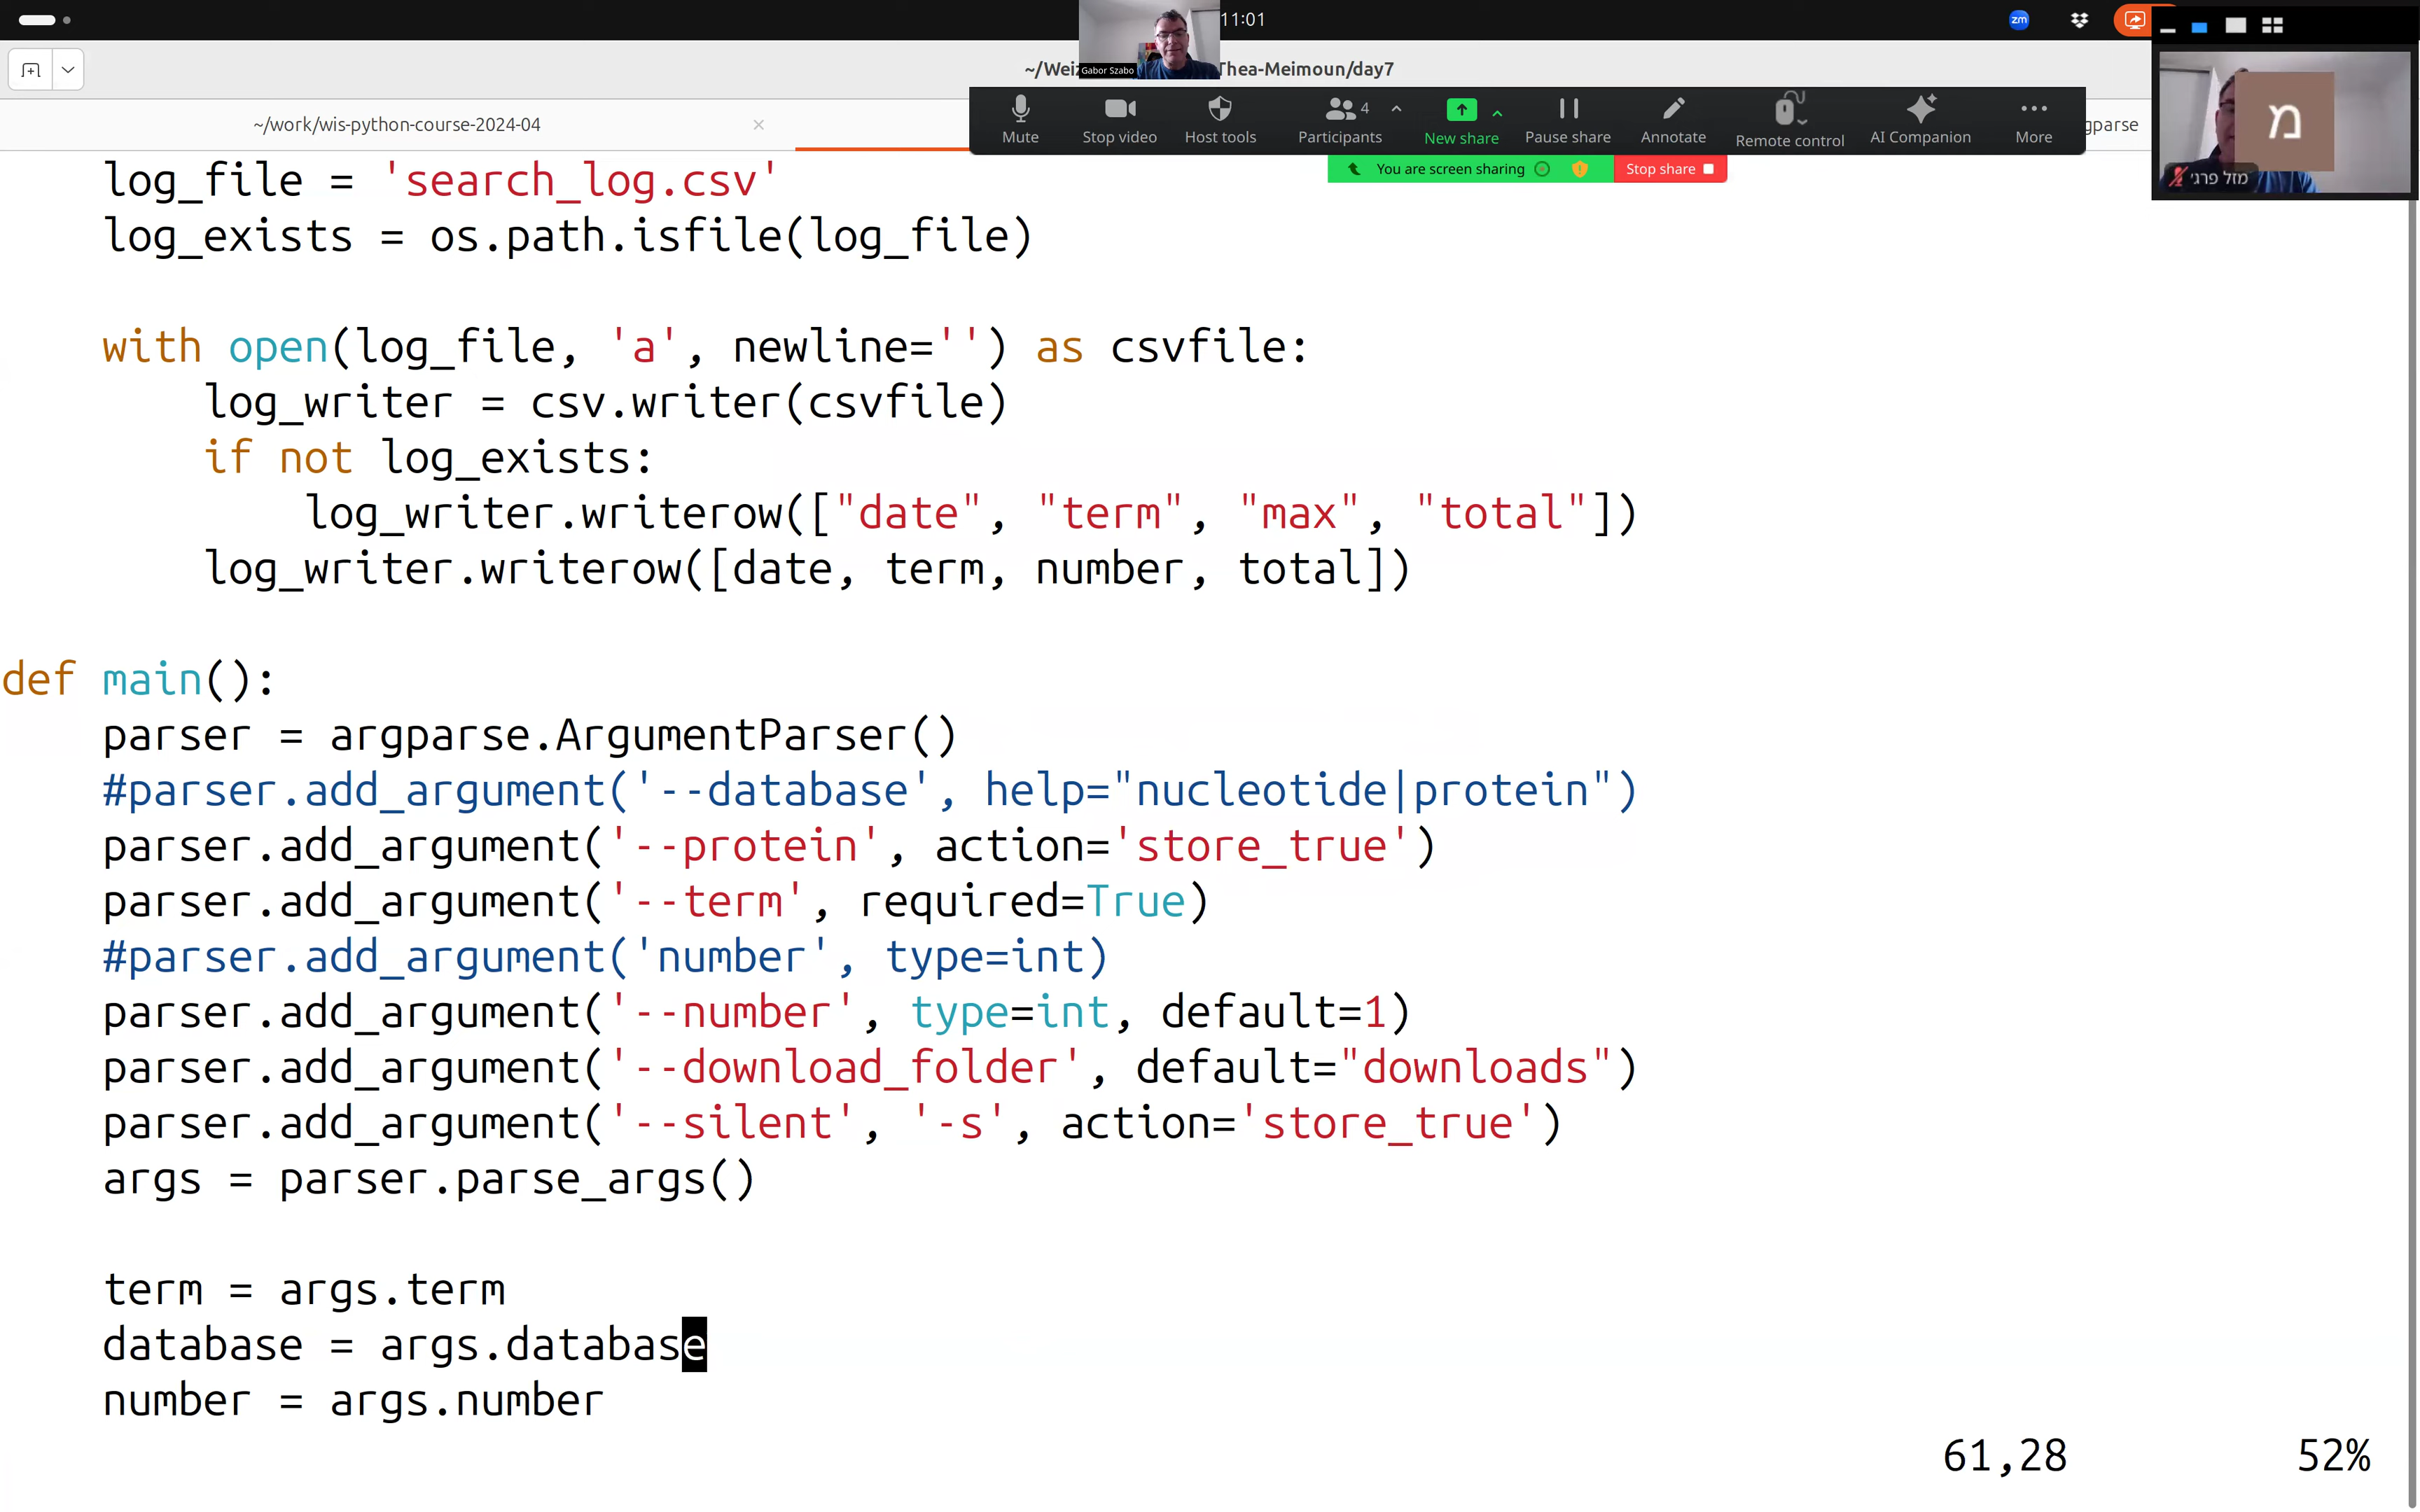 11:01
zm
Gabor Szabo
~/Weiz
Thea-Meimoun/day7
~/work/wis-python-course-2024-04
Mute
Stop video
Host tools
Participants
4
New share
Pause share
Annotate
Remote control
AI Companion
More
gparse
You are screen sharing
Stop share
מ
מזל פרג'י
log_file = 'search_log.csv'
log_exists = os.path.isfile(log_file)
with open(log_file, 'a', newline='') as csvfile:
log_writer = csv.writer(csvfile)
if not log_exists:
log_writer.writerow(["date", "term", "max", "total"])
log_writer.writerow([date, term, number, total])
def main():
parser = argparse.ArgumentParser()
#parser.add_argument('--database', help="nucleotide|protein")
parser.add_argument('--protein', action='store_true')
parser.add_argument('--term', required=True)
#parser.add_argument('number', type=int)
parser.add_argument('--number', type=int, default=1)
parser.add_argument('--download_folder', default="downloads")
parser.add_argument('--silent', '-s', action='store_true')
args = parser.parse_args()
term = args.term
database = args.database
number = args.number
61,28
52%